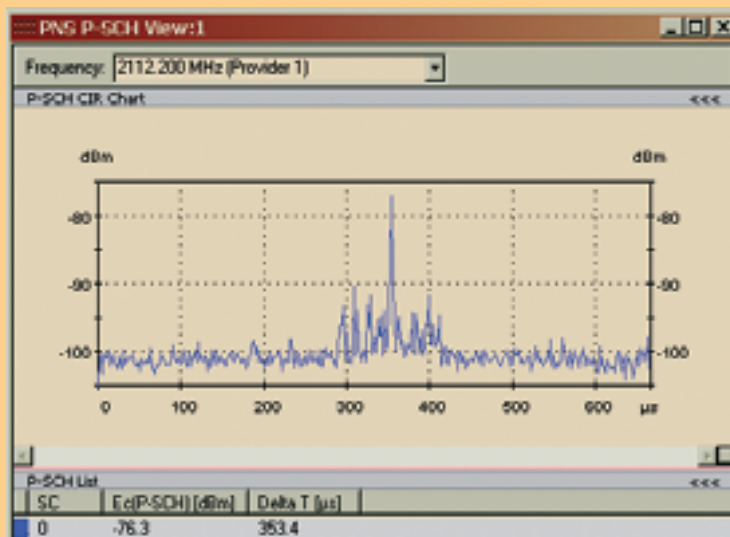 PNS P-SCH View:1
Frequency: 2112.200 MHz (Provider 1)
P-SCH CIR Chart <<<
dBm dBm
-80 -80
-90 -90
-100 -100
0 100 200 300 400 500 600 µs
P-SCH List <<<
SC Ec(P-SCH) [dBm] Delta T [µs]
0 -76.3 353.4